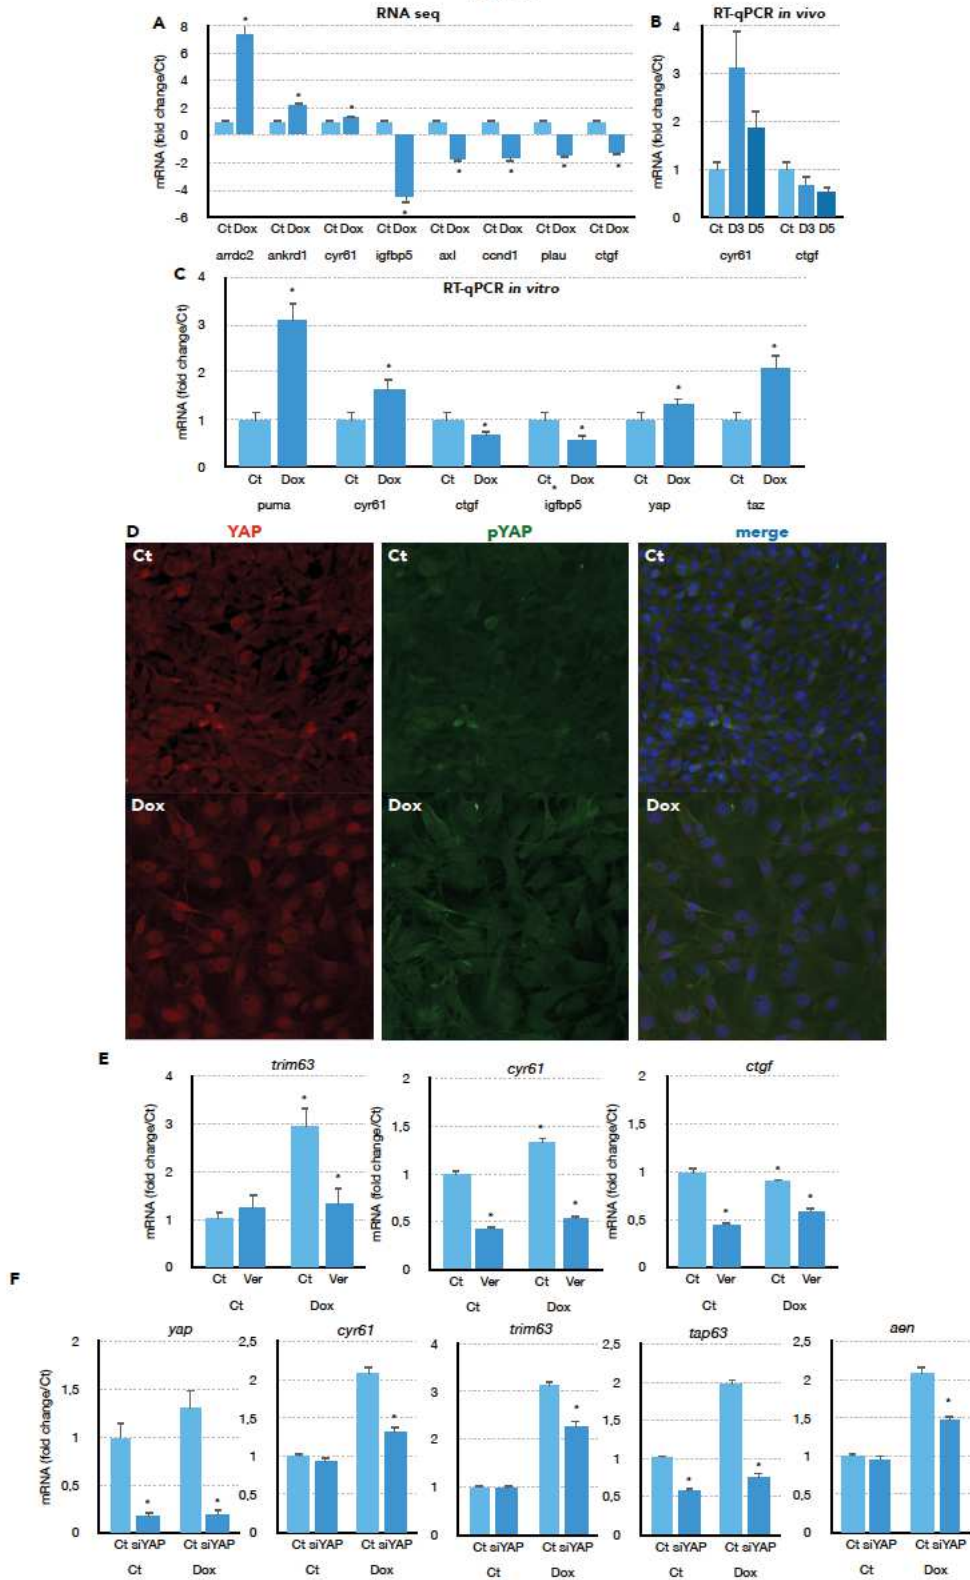 A
RNA seq
mRNA (fold change/Ct)
8
6
4
2
0
-2
-4
-6
*
*
*
*
*
*
*
*
Ct Dox Ct Dox Ct Dox Ct Dox Ct Dox Ct Dox Ct Dox Ct Dox
arrdc2 ankrd1 cyr61 igfbp5 axl ccnd1 plau ctgf
B
RT-qPCR in vivo
mRNA (fold change/Ct)
4
3
2
1
0
Ct D3 D5 Ct D3 D5
cyr61 ctgf
C
RT-qPCR in vitro
mRNA (fold change/Ct)
4
3
2
1
0
*
*
*
*
*
*
Ct Dox Ct Dox Ct Dox Ct Dox Ct Dox Ct Dox
*
puma cyr61 ctgf igfbp5 yap taz
D
YAP pYAP merge
Ct Ct Ct
Dox Dox Dox
E
trim63
mRNA (fold change/Ct)
4
3
2
1
0
*
*
Ct Ver Ct Ver
Ct Dox
cyr61
mRNA (fold change/Ct)
2
1,5
1
0,5
0
*
*
*
Ct Ver Ct Ver
Ct Dox
ctgf
mRNA (fold change/Ct)
2
1,5
1
0,5
0
*
*
*
Ct Ver Ct Ver
Ct Dox
F
yap
mRNA (fold change/Ct)
2
1,5
1
0,5
0
*
*
Ct siYAP Ct siYAP
Ct Dox
cyr61
2,5
2
1,5
1
0,5
0
*
Ct siYAP Ct siYAP
Ct Dox
trim63
4
3
2
1
0
*
Ct siYAP Ct siYAP
Ct Dox
tap63
2,5
2
1,5
1
0,5
0
*
*
Ct siYAP Ct siYAP
Ct Dox
aen
2,5
2
1,5
1
0,5
0
*
Ct siYAP Ct siYAP
Ct Dox